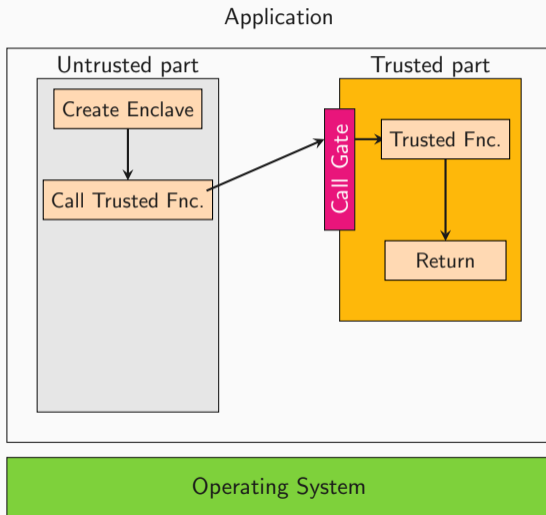 Application
Untrusted part
Trusted part
Create Enclave
Call Trusted Fnc.
Call Gate
Trusted Fnc.
Return
Operating System